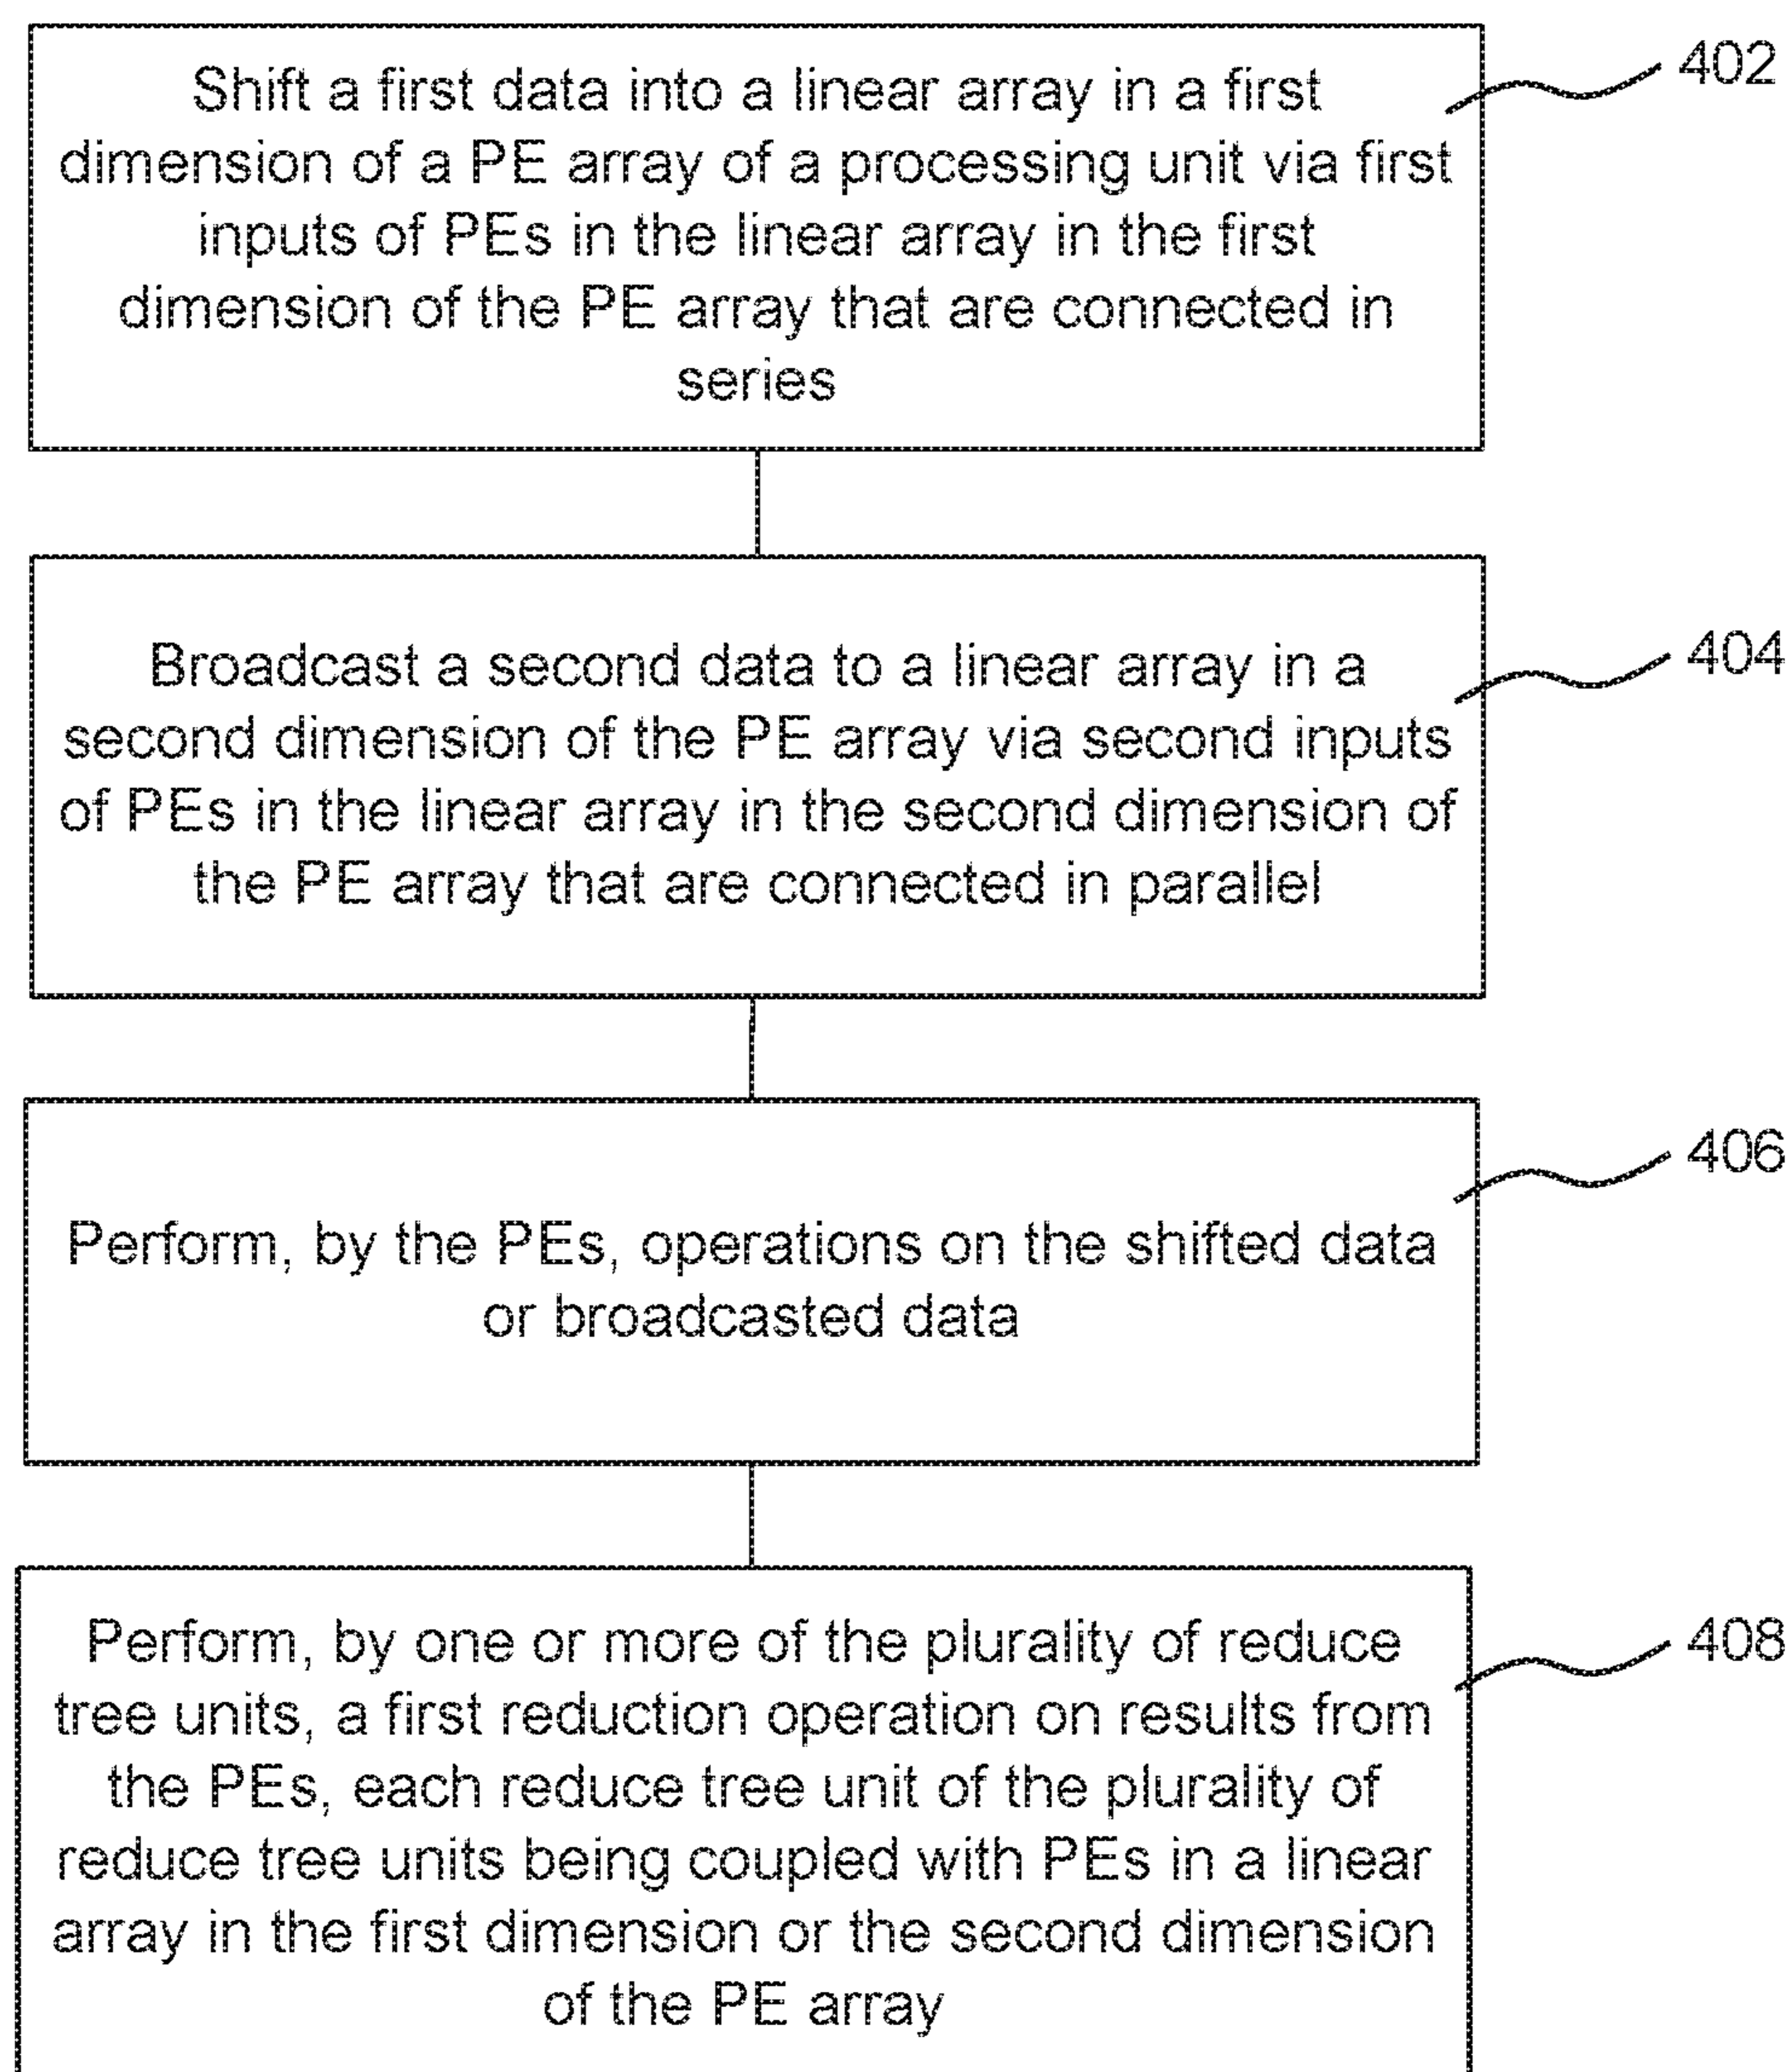 Shift a first data into a linear array in a first
dimension of a PE array of a processing unit via first
inputs of PEs in the linear array in the first
dimension of the PE array that are connected in
series
402
Broadcast a second data to a linear array in a
second dimension of the PE array via second inputs
of PEs in the linear array in the second dimension of
the PE array that are connected in parallel
404
Perform, by the PEs, operations on the shifted data
or broadcasted data
406
Perform, by one or more of the plurality of reduce
tree units, a first reduction operation on results from
the PEs, each reduce tree unit of the plurality of
reduce tree units being coupled with PEs in a linear
array in the first dimension or the second dimension
of the PE array
408